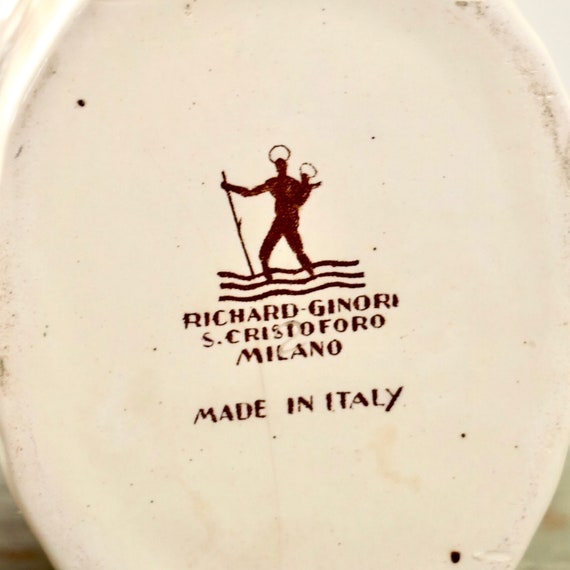 RICHARD-GINORI
S. CRISTOFORO
MILANO
MADE IN ITALY